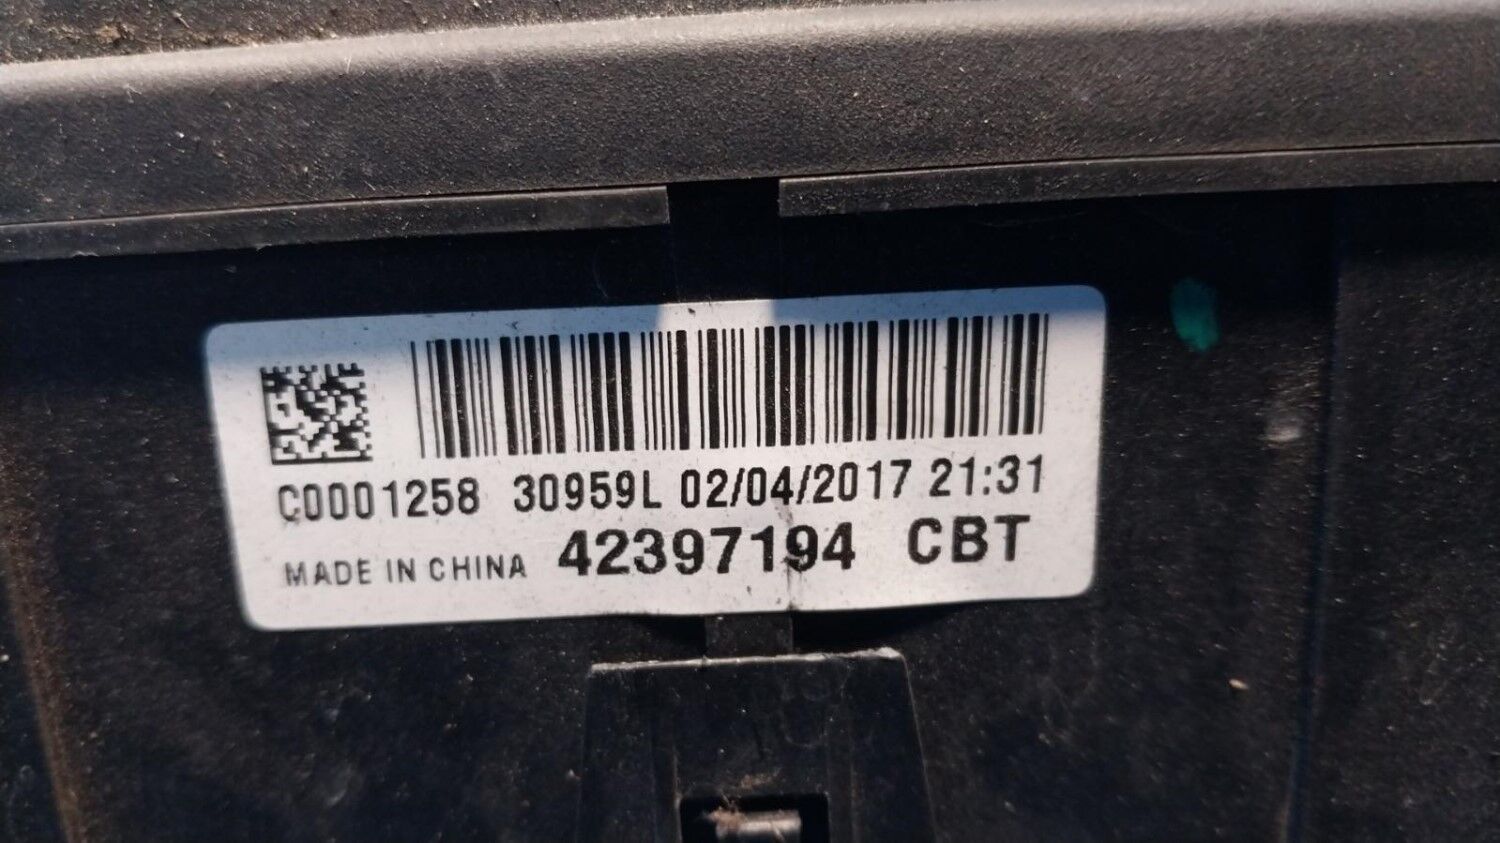 C0001258 30959L 02/04/2017 21:31
MADE IN CHINA 42397194 CBT